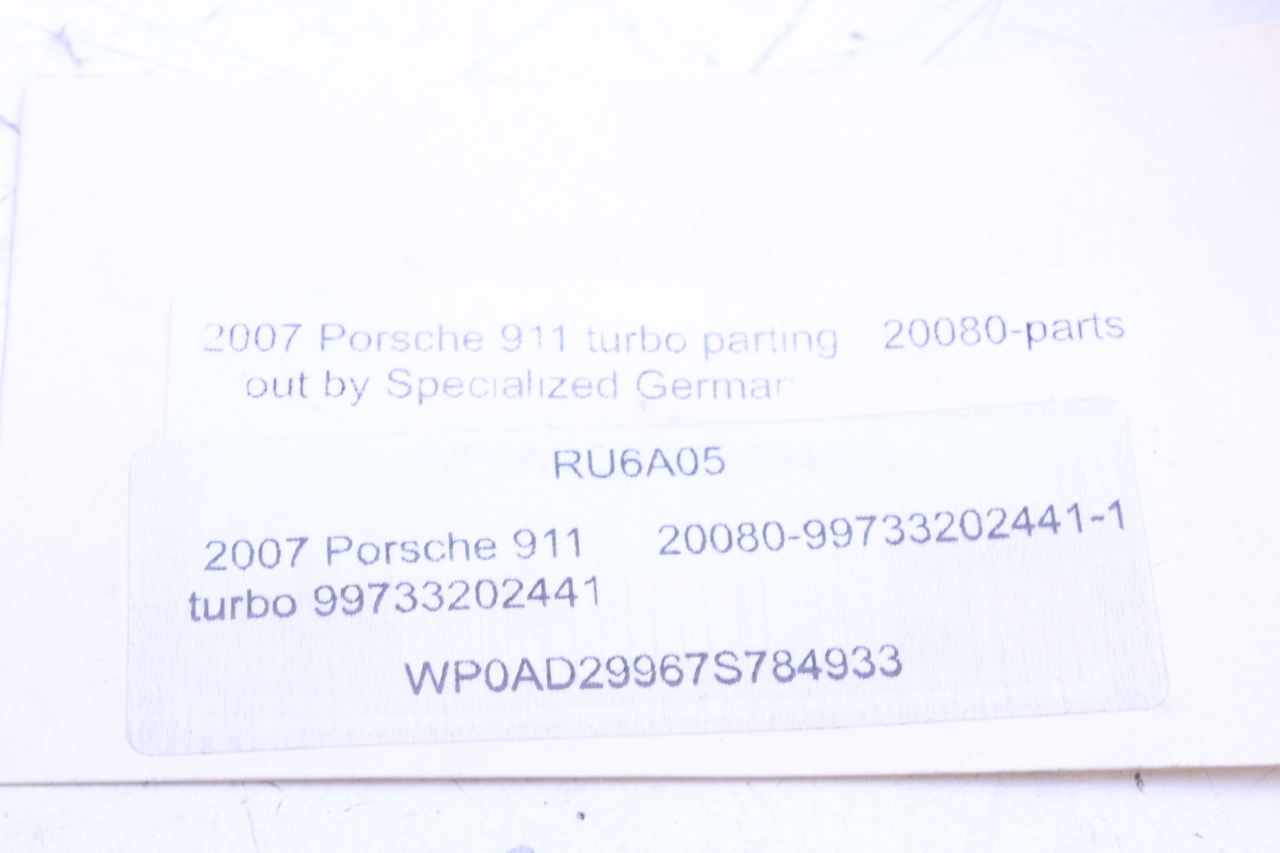 2007 Porsche 911 turbo parting 20080-parts
out by Specialized German
RU6A05
2007 Porsche 911 20080-99733202441-1
turbo 99733202441
WP0AD29967S784933